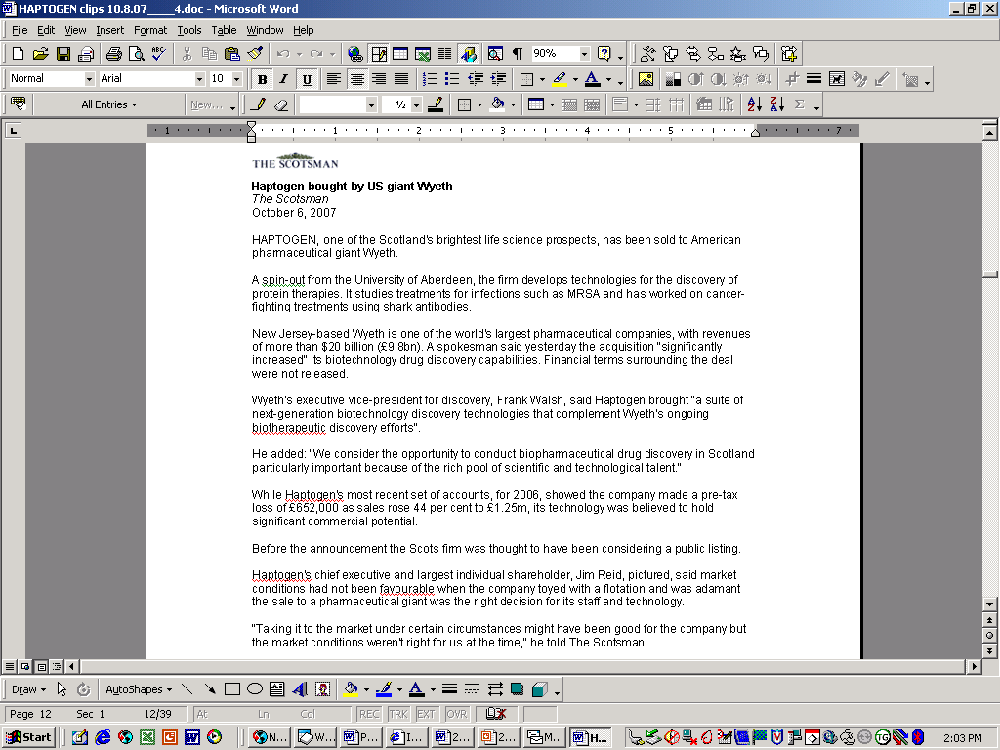 HAPTOGEN clips 10.8.07____4.doc - Microsoft Word
File Edit View Insert Format Tools Table Window Help
90%
Normal Arial 10 B I U
All Entries New... ½
1 1 2 3 4 5 7
THE SCOTSMAN
Haptogen bought by US giant Wyeth
The Scotsman
October 6, 2007
HAPTOGEN, one of the Scotland's brightest life science prospects, has been sold to American
pharmaceutical giant Wyeth.
A spin-out from the University of Aberdeen, the firm develops technologies for the discovery of
protein therapies. It studies treatments for infections such as MRSA and has worked on cancer-
fighting treatments using shark antibodies.
New Jersey-based Wyeth is one of the world's largest pharmaceutical companies, with revenues
of more than $20 billion (£9.8bn). A spokesman said yesterday the acquisition "significantly
increased" its biotechnology drug discovery capabilities. Financial terms surrounding the deal
were not released.
Wyeth's executive vice-president for discovery, Frank Walsh, said Haptogen brought "a suite of
next-generation biotechnology discovery technologies that complement Wyeth's ongoing
biotherapeutic discovery efforts".
He added: "We consider the opportunity to conduct biopharmaceutical drug discovery in Scotland
particularly important because of the rich pool of scientific and technological talent."
While Haptogen's most recent set of accounts, for 2006, showed the company made a pre-tax
loss of £652,000 as sales rose 44 per cent to £1.25m, its technology was believed to hold
significant commercial potential.
Before the announcement the Scots firm was thought to have been considering a public listing.
Haptogen's chief executive and largest individual shareholder, Jim Reid, pictured, said market
conditions had not been favourable when the company toyed with a flotation and was adamant
the sale to a pharmaceutical giant was the right decision for its staff and technology.
"Taking it to the market under certain circumstances might have been good for the company but
the market conditions weren't right for us at the time," he told The Scotsman.
Draw AutoShapes
Page 12 Sec 1 12/39 At Ln Col REC TRK EXT OVR
Start N... W... P... I... 2... 2... M... H... 2:03 PM